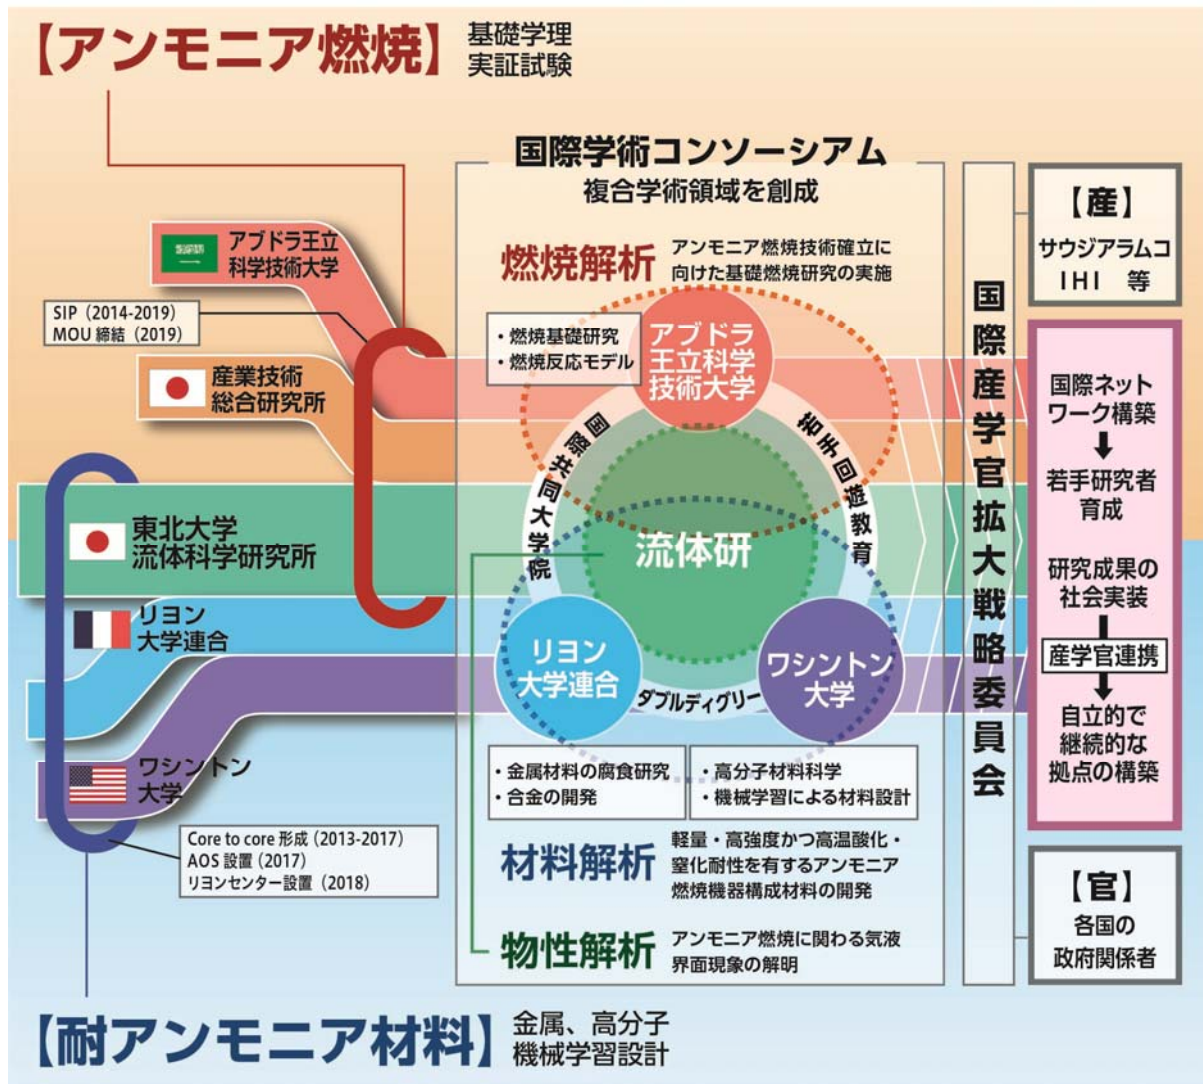 【アンモニア燃焼】
基礎学理
実証試験
国際学術コンソーシアム
複合学術領域を創成
アブドラ王立
科学技術大学
SIP（2014-2019）
MOU 締結（2019）
産業技術
総合研究所
東北大学
流体科学研究所
リヨン
大学連合
ワシントン
大学
Core to core 形成（2013-2017）
AOS 設置（2017）
リヨンセンター設置（2018）
燃焼解析
アンモニア燃焼技術確立に
向けた基礎燃焼研究の実施
・燃焼基礎研究
・燃焼反応モデル
アブドラ
王立科学
技術大学
国際共同大学院
若手回遊教育
流体研
リヨン
大学連合
ワシントン
大学
ダブルディグリー
・金属材料の腐食研究
・合金の開発
・高分子材料科学
・機械学習による材料設計
材料解析
軽量・高強度かつ高温酸化・
窒化耐性を有するアンモニア
燃焼機器構成材料の開発
物性解析
アンモニア燃焼に関わる気液
界面現象の解明
国際産学官拡大戦略委員会
【産】
サウジアラムコ
IHI 等
国際ネット
ワーク構築
若手研究者
育成
研究成果の
社会実装
産学官連携
自立的で
継続的な
拠点の構築
【官】
各国の
政府関係者
【耐アンモニア材料】
金属、高分子
機械学習設計